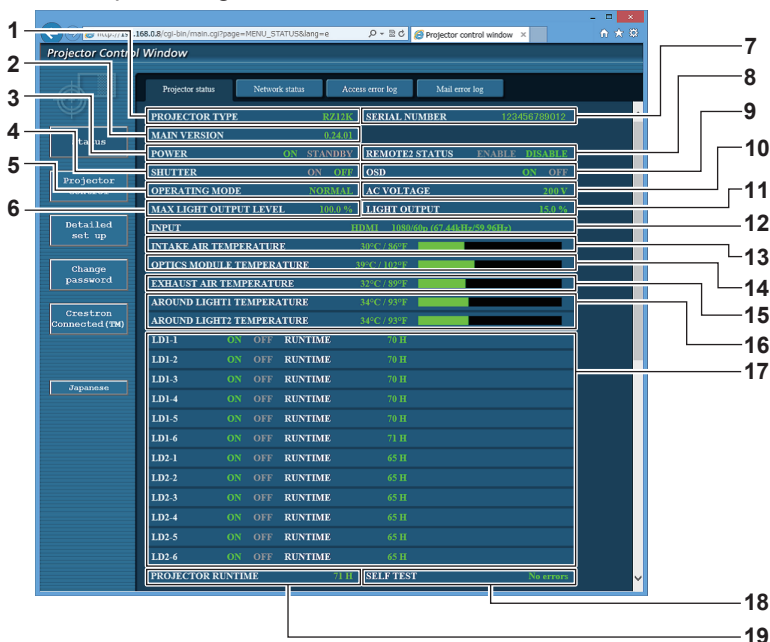 http://192.168.0.8/cgi-bin/main.cgi?page=MENU_STATUS&lang=e
Projector control window ×
Projector Control Window
Projector status Network status Access error log Mail error log
PROJECTOR TYPE RZ12K SERIAL NUMBER 123456789012
MAIN VERSION 0.24.01
POWER ON STANDBY REMOTE2 STATUS ENABLE DISABLE
SHUTTER ON OFF OSD ON OFF
OPERATING MODE NORMAL AC VOLTAGE 200 V
MAX LIGHT OUTPUT LEVEL 100.0 % LIGHT OUTPUT 15.0 %
INPUT HDMI 1080/60p (67.44kHz/59.96Hz)
INTAKE AIR TEMPERATURE 30°C / 86°F
OPTICS MODULE TEMPERATURE 39°C / 102°F
EXHAUST AIR TEMPERATURE 32°C / 89°F
AROUND LIGHT1 TEMPERATURE 34°C / 93°F
AROUND LIGHT2 TEMPERATURE 34°C / 93°F
LD1-1 ON OFF RUNTIME 70 H
LD1-2 ON OFF RUNTIME 70 H
LD1-3 ON OFF RUNTIME 70 H
LD1-4 ON OFF RUNTIME 70 H
LD1-5 ON OFF RUNTIME 70 H
LD1-6 ON OFF RUNTIME 71 H
LD2-1 ON OFF RUNTIME 65 H
LD2-2 ON OFF RUNTIME 65 H
LD2-3 ON OFF RUNTIME 65 H
LD2-4 ON OFF RUNTIME 65 H
LD2-5 ON OFF RUNTIME 65 H
LD2-6 ON OFF RUNTIME 65 H
PROJECTOR RUNTIME 71 H SELF TEST No errors
Projector
Detailed
set up
Change
password
Crestron
Connected(TM)
Japanese
1
2
3
4
5
6
7
8
9
10
11
12
13
14
15
16
17
18
19